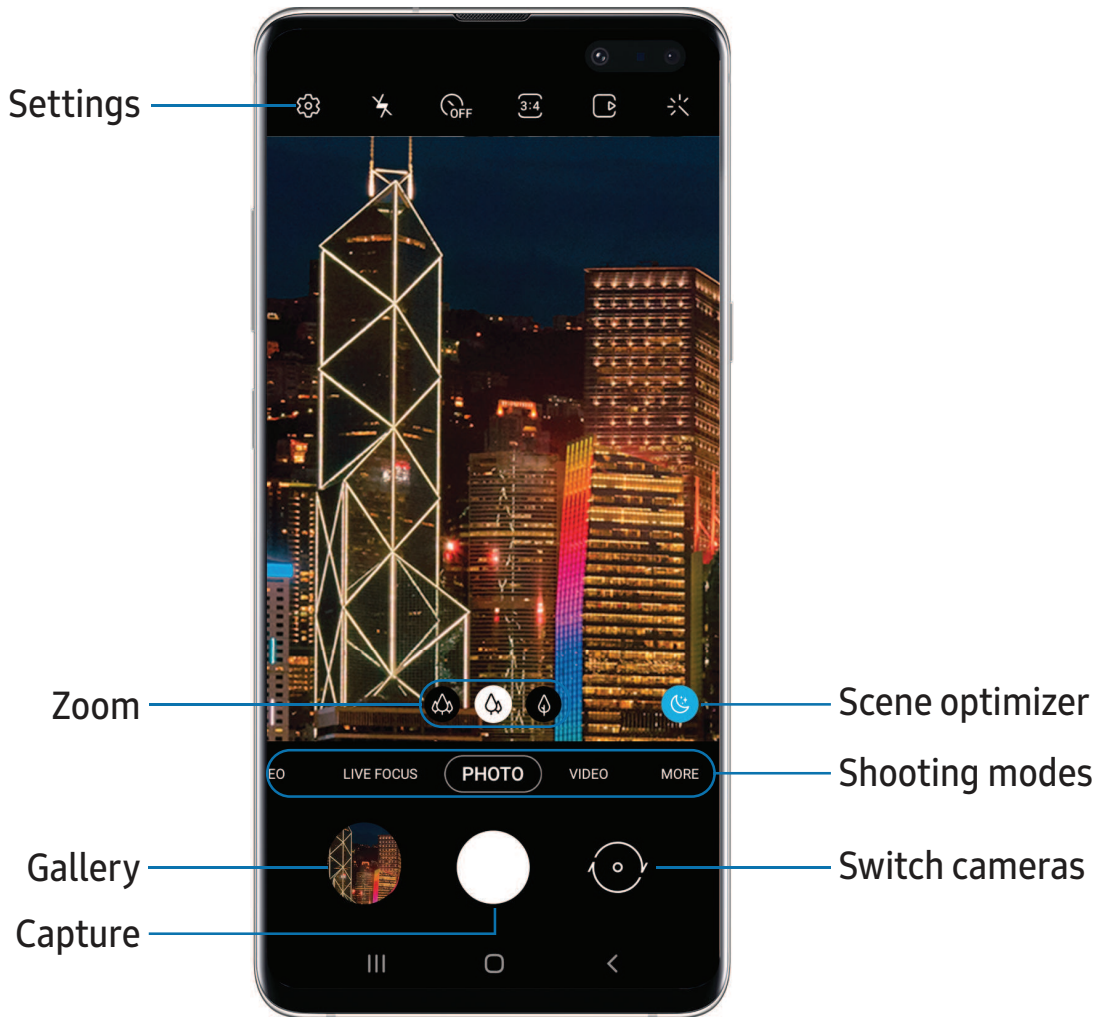 Settings
OFF
3:4
Zoom
Scene optimizer
EO
LIVE FOCUS
PHOTO
VIDEO
MORE
Shooting modes
Gallery
Switch cameras
Capture